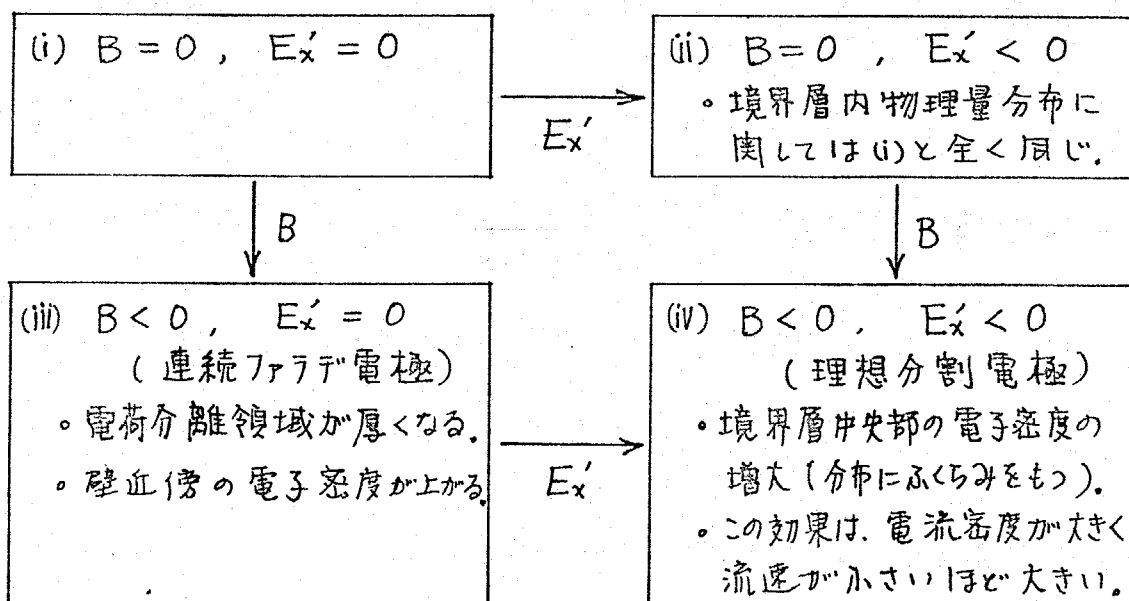 (i) B = 0 , Ex' = 0
Ex'
(ii) B = 0 , Ex' < 0
・境界層内物理量分布に
関しては(i)と全く同じ.
B
B
(iii) B < 0 , Ex' = 0
(連続ファラデ電極)
・電荷分離領域が厚くなる.
・壁近傍の電子密度が上がる.
Ex'
(iv) B < 0 , Ex' < 0
(理想分割電極)
・境界層中央部の電子密度の
増大(分布にふくらみをもつ).
・この効果は、電流密度が大きく
流速が小さいほど大きい.